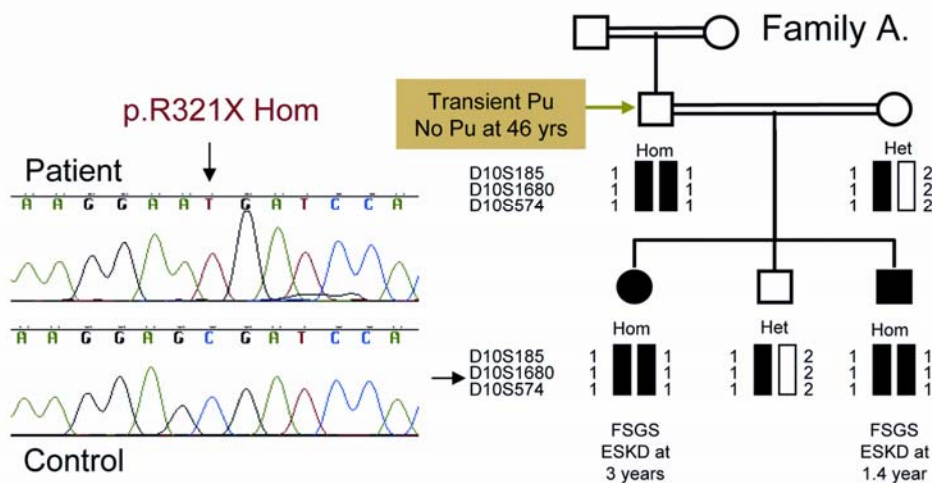 Family A.
Transient Pu
No Pu at 46 yrs
p.R321X Hom
Patient
A A G G A A T G A T C C A
Hom
Het
D10S185 1 1 1 2
D10S1680 1 1 1 2
D10S574 1 1 1 2
A A G G A G C G A T C C A
Control
Hom
Het
Hom
D10S185 1 1 1 2 1 1
D10S1680 1 1 1 2 1 1
D10S574 1 1 1 2 1 1
FSGS
ESKD at
3 years
FSGS
ESKD at
1.4 year